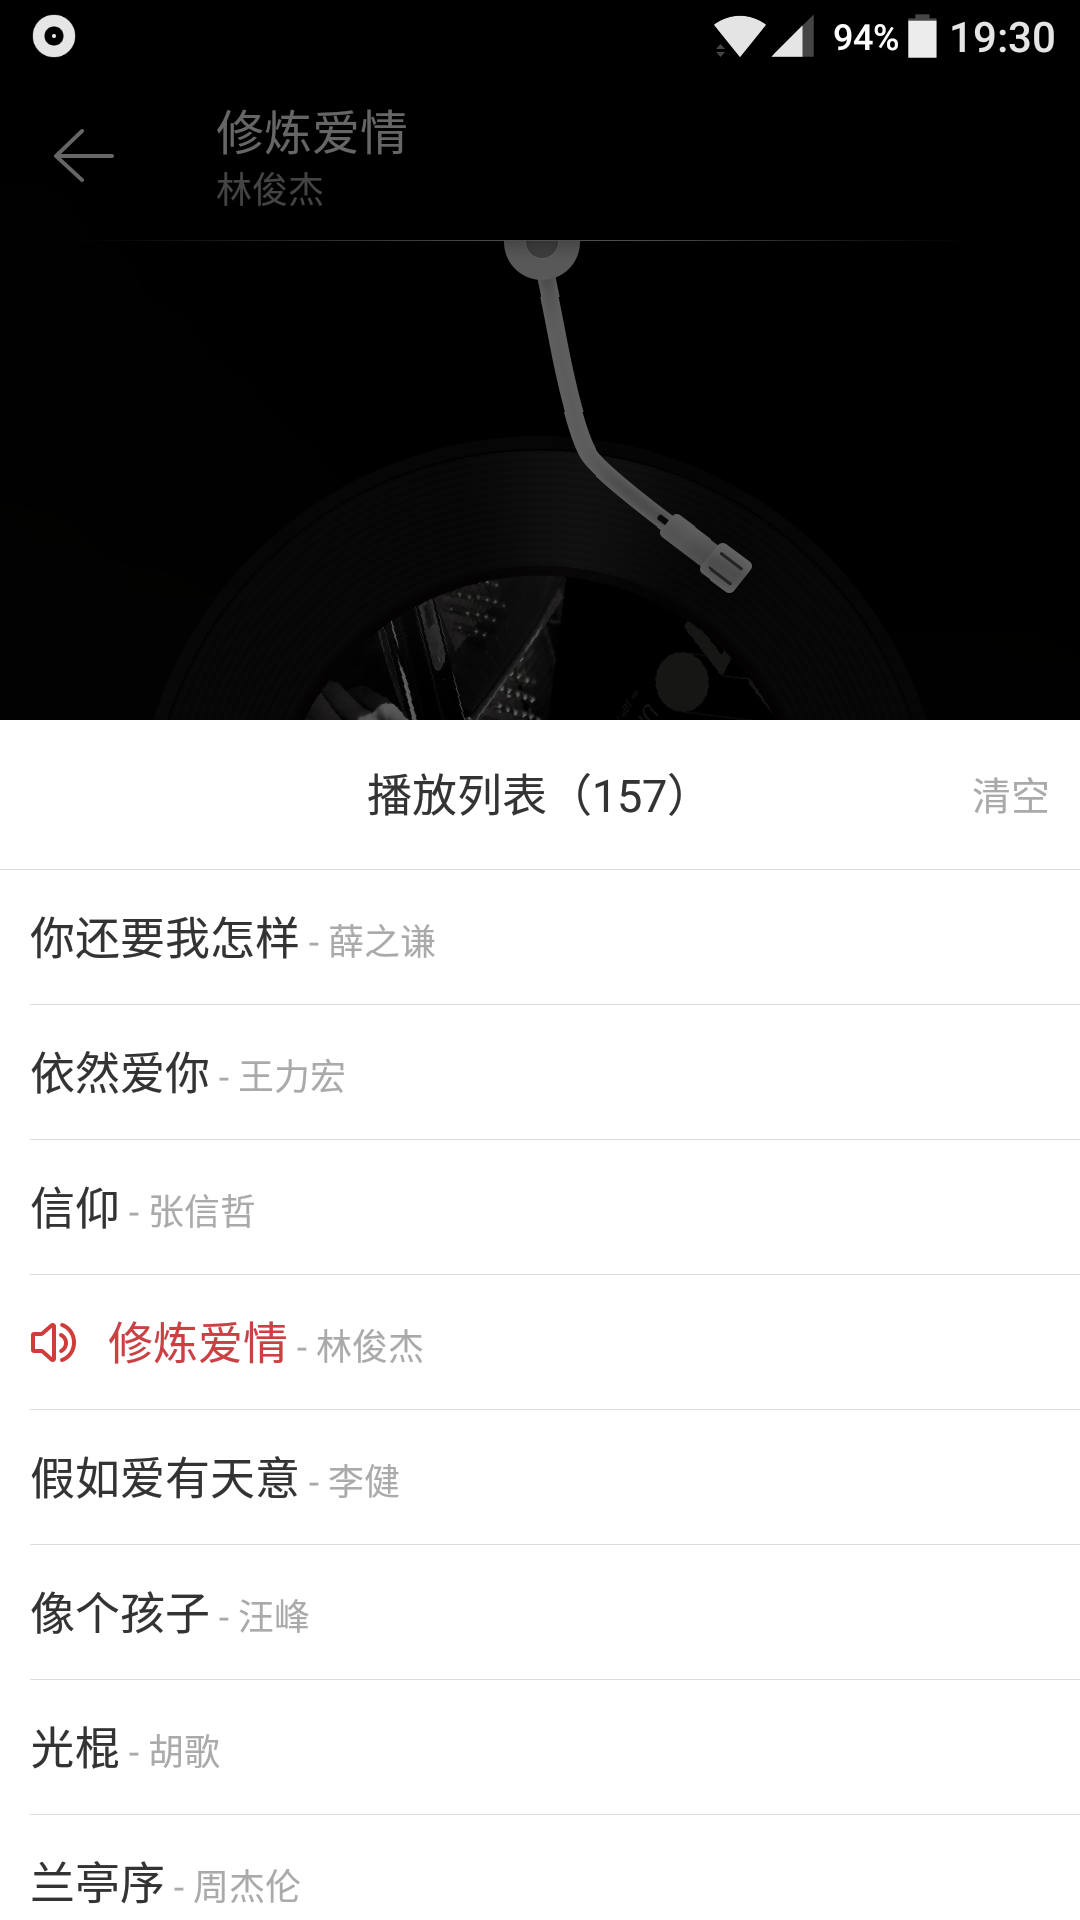 94% 19:30
修炼爱情
林俊杰
播放列表（157） 清空
你还要我怎样 - 薛之谦
依然爱你 - 王力宏
信仰 - 张信哲
修炼爱情 - 林俊杰
假如爱有天意 - 李健
像个孩子 - 汪峰
光棍 - 胡歌
兰亭序 - 周杰伦